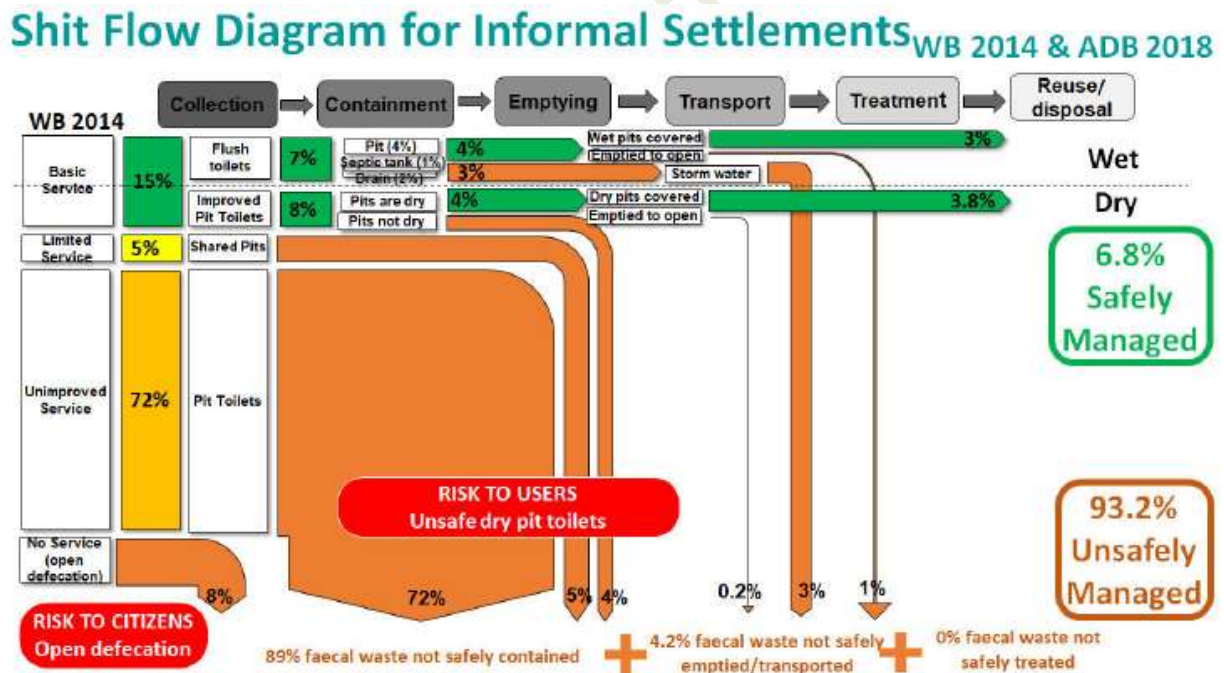 Shit Flow Diagram for Informal Settlements WB 2014 & ADB 2018
Collection
Containment
Emptying
Transport
Treatment
Reuse/
disposal
WB 2014
Basic
Service
15%
Flush
toilets
7%
Pit (4%)
Septic tank (1%)
Drain (2%)
4%
3%
Wet pits covered
Emptied to open
Storm water
3%
Wet
Improved
Pit Toilets
8%
Pits are dry
Pits not dry
4%
Dry pits covered
Emptied to open
3.8%
Dry
Limited
Service
5%
Shared Pits
6.8%
Safely
Managed
Unimproved
Service
72%
Pit Toilets
RISK TO USERS
Unsafe dry pit toilets
93.2%
Unsafely
Managed
No Service
(open
defecation)
8%
72%
5%
4%
0.2%
3%
1%
RISK TO CITIZENS
Open defecation
89% faecal waste not safely contained
4.2% faecal waste not safely
emptied/transported
0% faecal waste not
safely treated